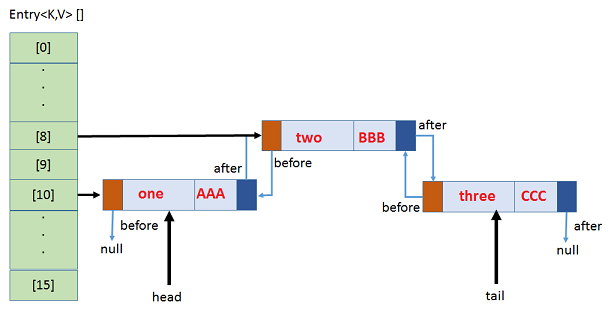 Entry<K,V> []
[0]
.
.
.
[8]
two
BBB
after
[9]
after
before
[10]
one
AAA
before
three
CCC
before
after
null
null
.
.
.
[15]
head
tail